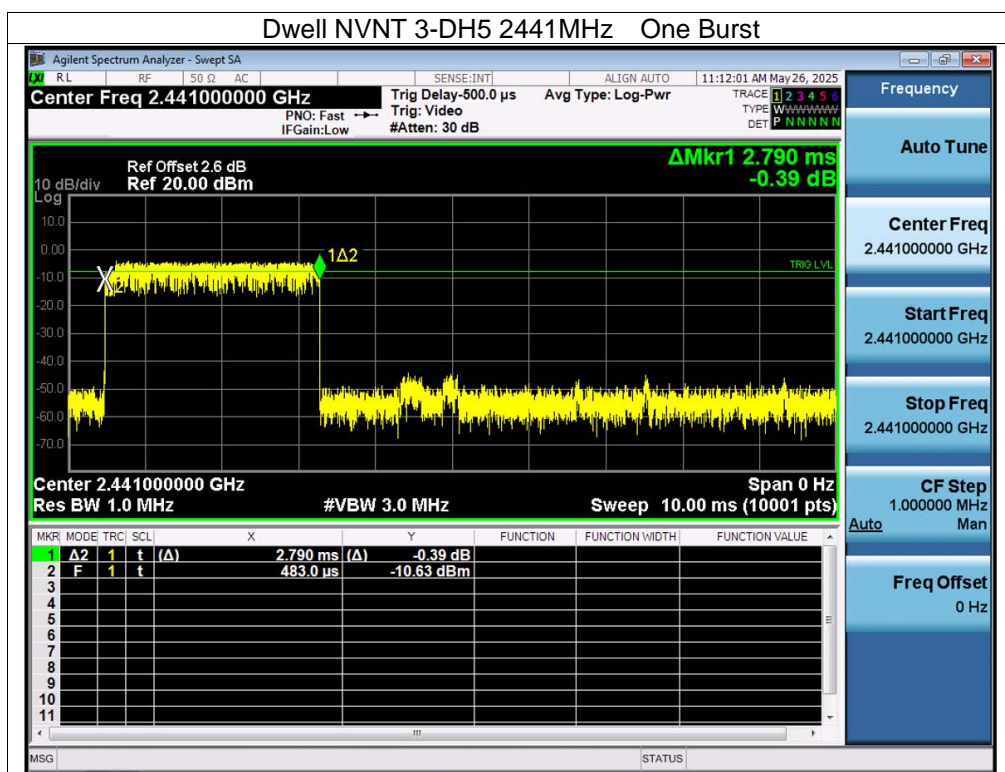 Dwell NVNT 3-DH5 2441MHz One Burst
Agilent Spectrum Analyzer - Swept SA
LXI RL RF 50 Ω AC SENSE:INT ALIGN AUTO 11:12:01 AM May 26, 2025
Center Freq 2.441000000 GHz Trig Delay-500.0 µs Avg Type: Log-Pwr TRACE 1 2 3 4 5 6
PNO: Fast Trig: Video TYPE WWWWWWW
IFGain:Low #Atten: 30 dB DET P N N N N N
Frequency
Auto Tune
Center Freq
2.441000000 GHz
Start Freq
2.441000000 GHz
Stop Freq
2.441000000 GHz
CF Step
1.000000 MHz
Auto Man
Freq Offset
0 Hz
ΔMkr1 2.790 ms
-0.39 dB
Ref Offset 2.6 dB
10 dB/div Ref 20.00 dBm
Log
10.0
0.00
-10.0
-20.0
-30.0
-40.0
-50.0
-60.0
-70.0
1Δ2
2
TRIG LVL
Center 2.441000000 GHz Span 0 Hz
Res BW 1.0 MHz #VBW 3.0 MHz Sweep 10.00 ms (10001 pts)
MKR MODE TRC SCL X Y FUNCTION FUNCTION WIDTH FUNCTION VALUE
1 Δ2 1 t (Δ) 2.790 ms (Δ) -0.39 dB
2 F 1 t 483.0 µs -10.63 dBm
3
4
5
6
7
8
9
10
11
MSG STATUS